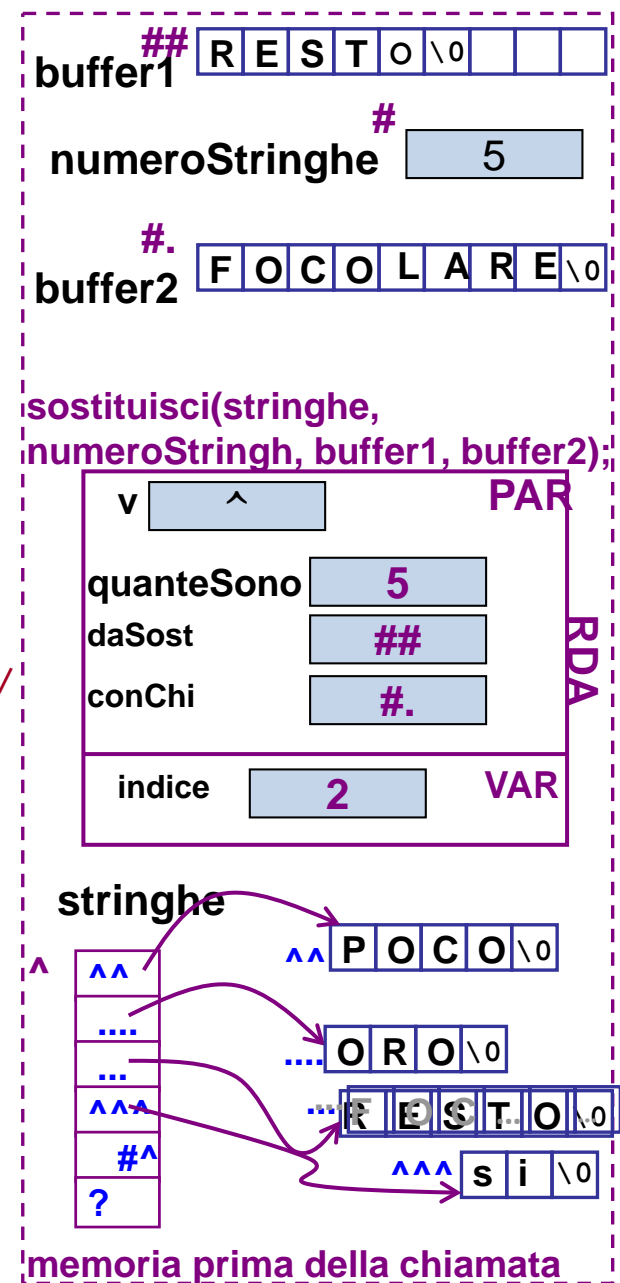 ##
buffer1 R E S T O \0
#
numeroStringhe 5
#.
buffer2 F O C O L A R E \0
sostituisci(stringhe,
numeroStringh, buffer1, buffer2);
v ^ PAR
quanteSono 5
daSost ##
conChi #.
RDA
indice 2 VAR
stringhe
^ ^^ ^^ P O C O \0
.... .... O R O \0
... ... R E S T O \0
^^^ ^^^ s i \0
#^
?
memoria prima della chiamata